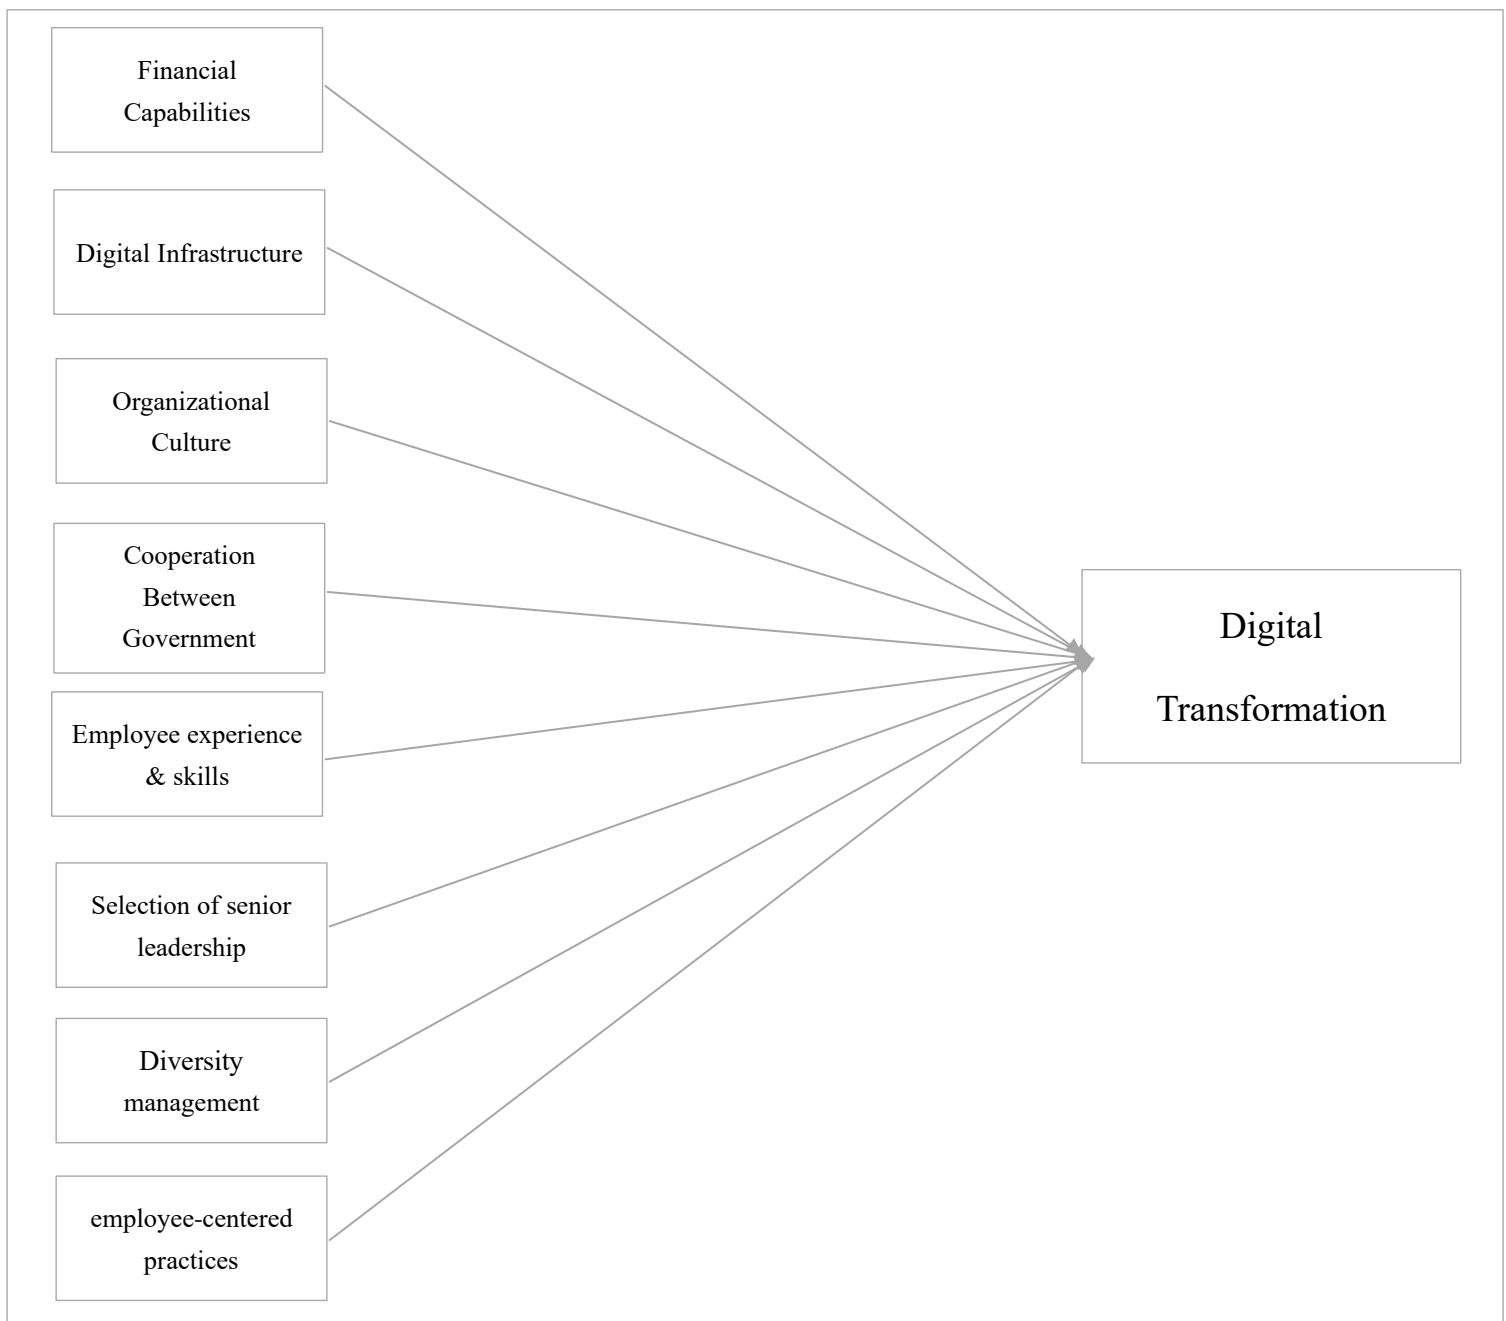 Financial
Capabilities
Digital Infrastructure
Organizational
Culture
Cooperation
Between
Government
Employee experience
& skills
Selection of senior
leadership
Diversity
management
employee-centered
practices
Digital
Transformation